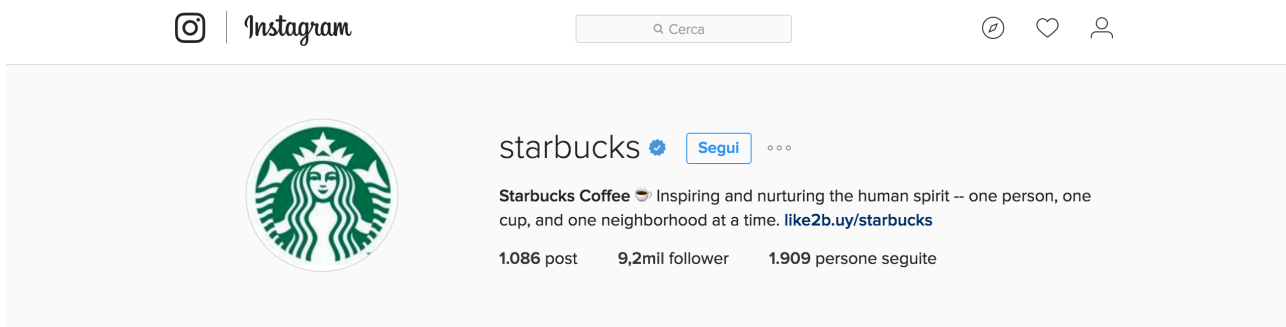 Instagram
Cerca
starbucks Segui
Starbucks Coffee ☕ Inspiring and nurturing the human spirit -- one person, one
cup, and one neighborhood at a time. like2b.uy/starbucks
1.086 post 9,2mil follower 1.909 persone seguite